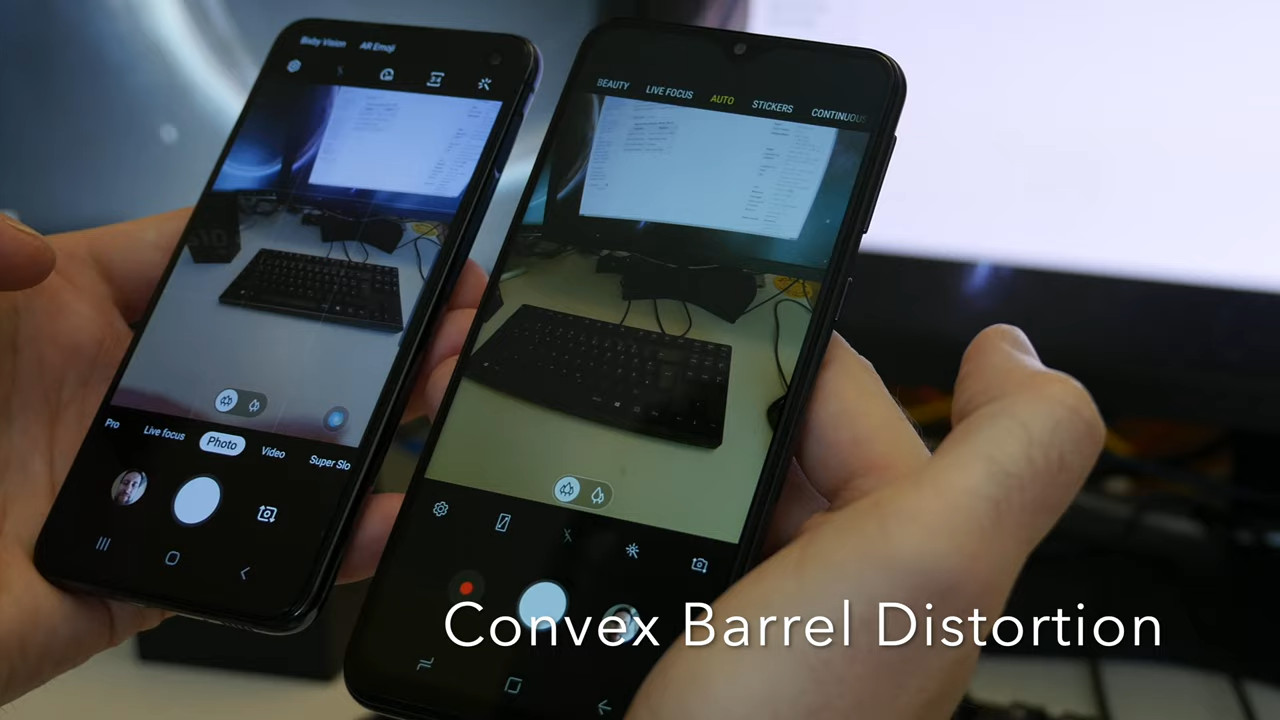 Bixby Vision AR Emoji
Pro Live focus Photo Video Super Slo
BEAUTY LIVE FOCUS AUTO STICKERS CONTINUOUS
Convex Barrel Distortion